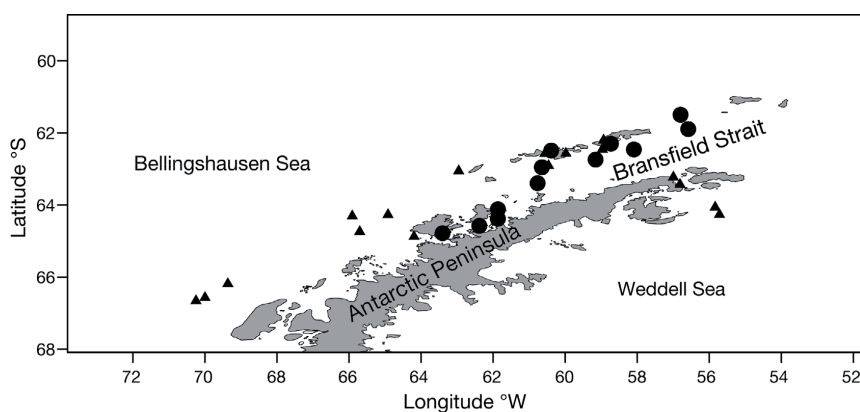 60
62
64
66
68
Latitude °S
Bellingshausen Sea
Bransfield Strait
Antarctic Peninsula
Weddell Sea
72 70 68 66 64 62 60 58 56 54 52
Longitude °W